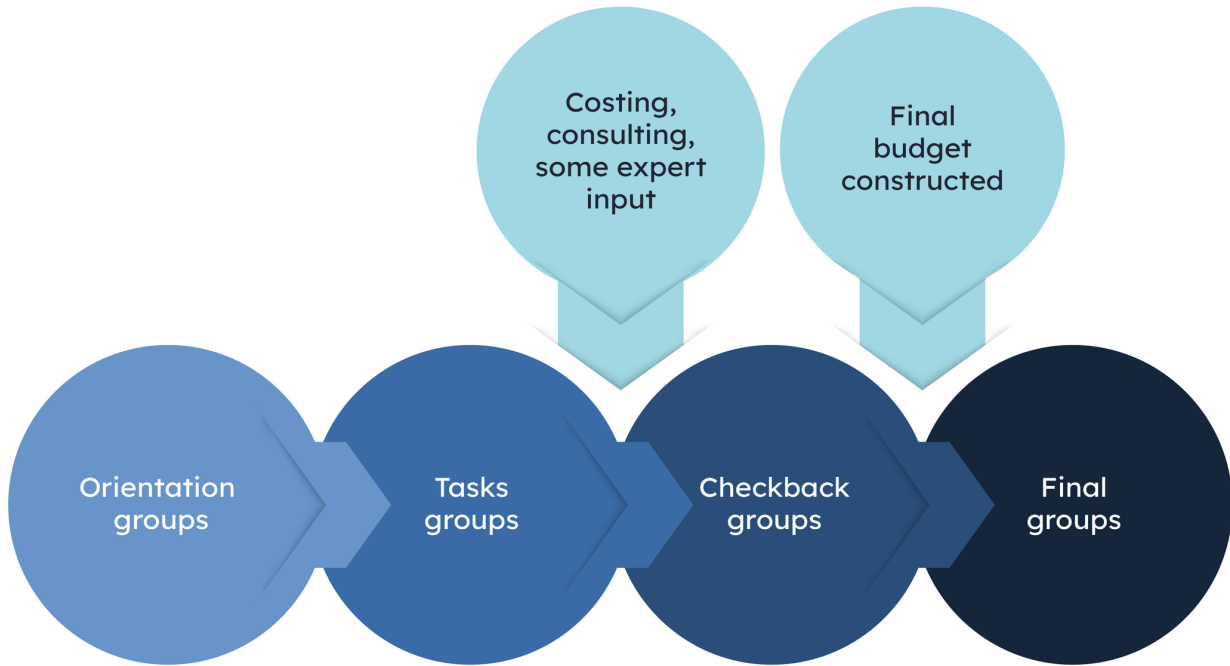 Costing,
consulting,
some expert
input
Final
budget
constructed
Orientation
groups
Tasks
groups
Checkback
groups
Final
groups